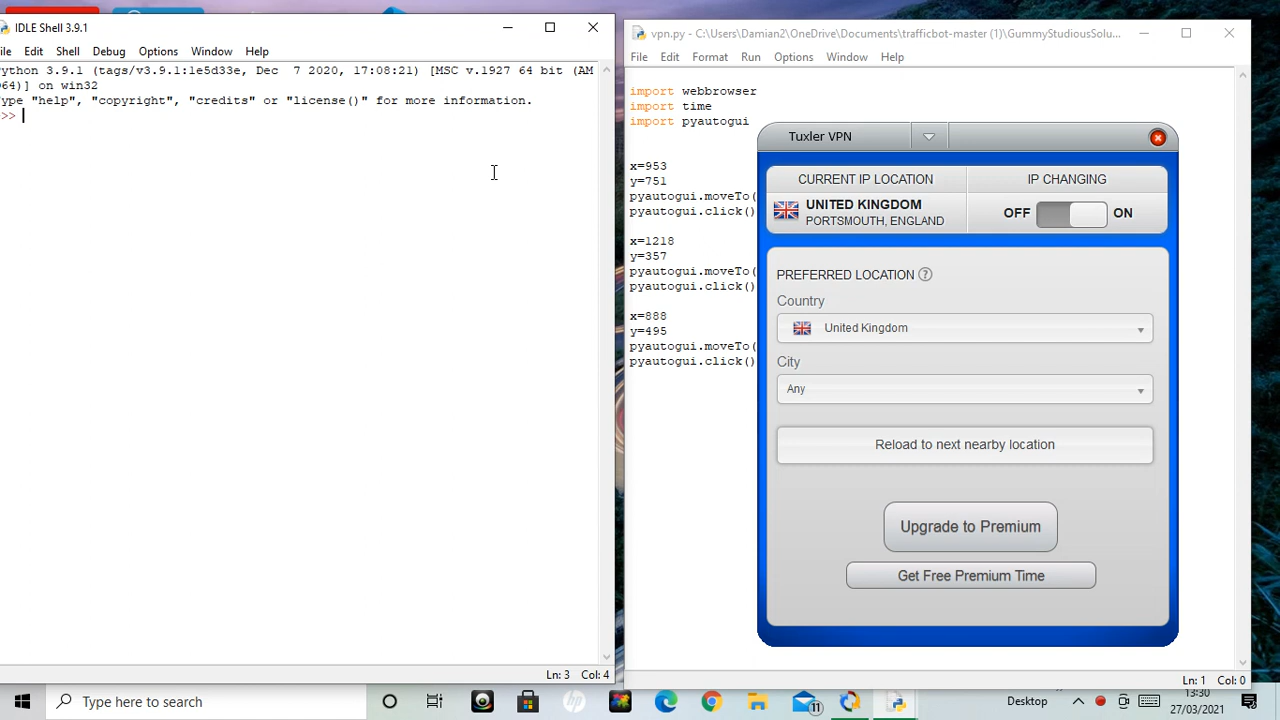 IDLE Shell 3.9.1
ile Edit Shell Debug Options Window Help
ython 3.9.1 (tags/v3.9.1:1e5d33e, Dec  7 2020, 17:08:21) [MSC v.1927 64 bit (AM
D64)] on win32
ype "help", "copyright", "credits" or "license()" for more information.
>>
Ln: 3 Col: 4
vpn.py - C:\Users\Damian2\OneDrive\Documents\trafficbot-master (1)\GummyStudiousSolu...
File Edit Format Run Options Window Help
import webbrowser
import time
import pyautogui
x=953
y=751
pyautogui.moveTo(
pyautogui.click()
x=1218
y=357
pyautogui.moveTo(
pyautogui.click()
x=888
y=495
pyautogui.moveTo(
pyautogui.click()
Ln: 1 Col: 0
Tuxler VPN
CURRENT IP LOCATION
UNITED KINGDOM
PORTSMOUTH, ENGLAND
IP CHANGING
OFF ON
PREFERRED LOCATION ?
Country
United Kingdom
City
Any
Reload to next nearby location
Upgrade to Premium
Get Free Premium Time
Type here to search
11
Desktop
13:30
27/03/2021